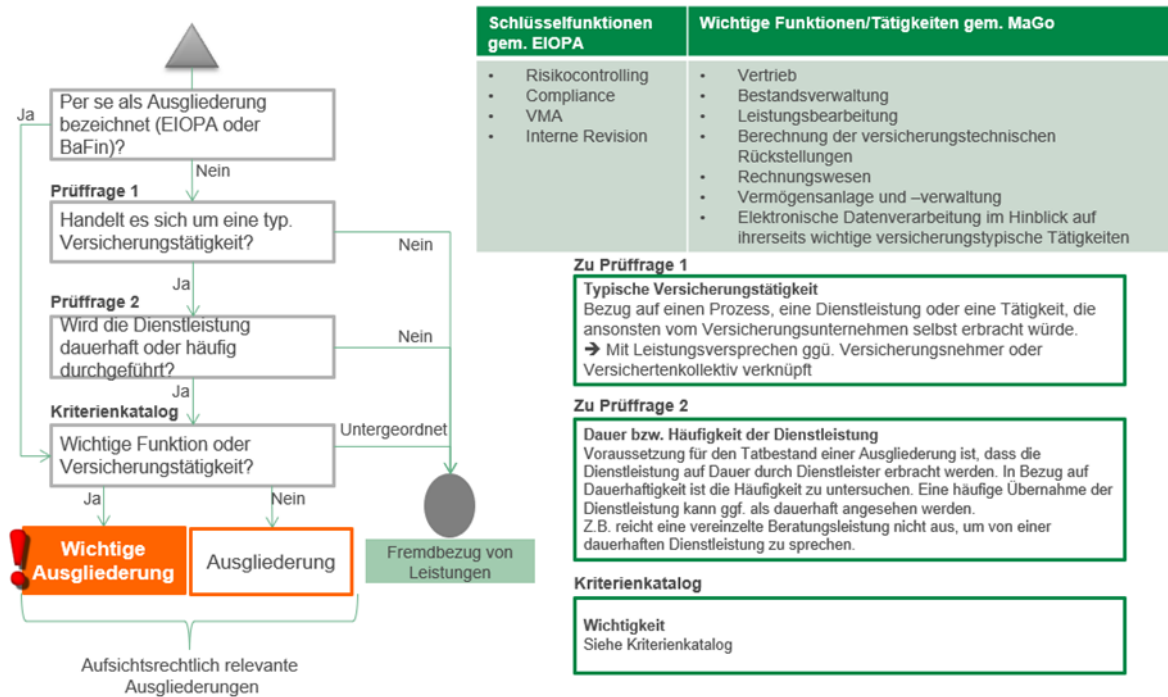 Per se als Ausgliederung
bezeichnet (EIOPA oder
BaFin)?
Ja
Nein
Prüffrage 1
Handelt es sich um eine typ.
Versicherungstätigkeit?
Nein
Ja
Prüffrage 2
Wird die Dienstleistung
dauerhaft oder häufig
durchgeführt?
Nein
Ja
Kriterienkatalog
Wichtige Funktion oder
Versicherungstätigkeit?
Untergeordnet
Ja
Nein
Wichtige
Ausgliederung
Ausgliederung
Fremdbezug von
Leistungen
Aufsichtsrechtlich relevante
Ausgliederungen
Schlüsselfunktionen
gem. EIOPA
• Risikocontrolling
• Compliance
• VMA
• Interne Revision
Wichtige Funktionen/Tätigkeiten gem. MaGo
• Vertrieb
• Bestandsverwaltung
• Leistungsbearbeitung
• Berechnung der versicherungstechnischen
Rückstellungen
• Rechnungswesen
• Vermögensanlage und –verwaltung
• Elektronische Datenverarbeitung im Hinblick auf
ihrerseits wichtige versicherungstypische Tätigkeiten
Zu Prüffrage 1
Typische Versicherungstätigkeit
Bezug auf einen Prozess, eine Dienstleistung oder eine Tätigkeit, die
ansonsten vom Versicherungsunternehmen selbst erbracht würde.
➔ Mit Leistungsversprechen ggü. Versicherungsnehmer oder
Versichertenkollektiv verknüpft
Zu Prüffrage 2
Dauer bzw. Häufigkeit der Dienstleistung
Voraussetzung für den Tatbestand einer Ausgliederung ist, dass die
Dienstleistung auf Dauer durch Dienstleister erbracht werden. In Bezug auf
Dauerhaftigkeit ist die Häufigkeit zu untersuchen. Eine häufige Übernahme der
Dienstleistung kann ggf. als dauerhaft angesehen werden.
Z.B. reicht eine vereinzelte Beratungsleistung nicht aus, um von einer
dauerhaften Dienstleistung zu sprechen.
Kriterienkatalog
Wichtigkeit
Siehe Kriterienkatalog